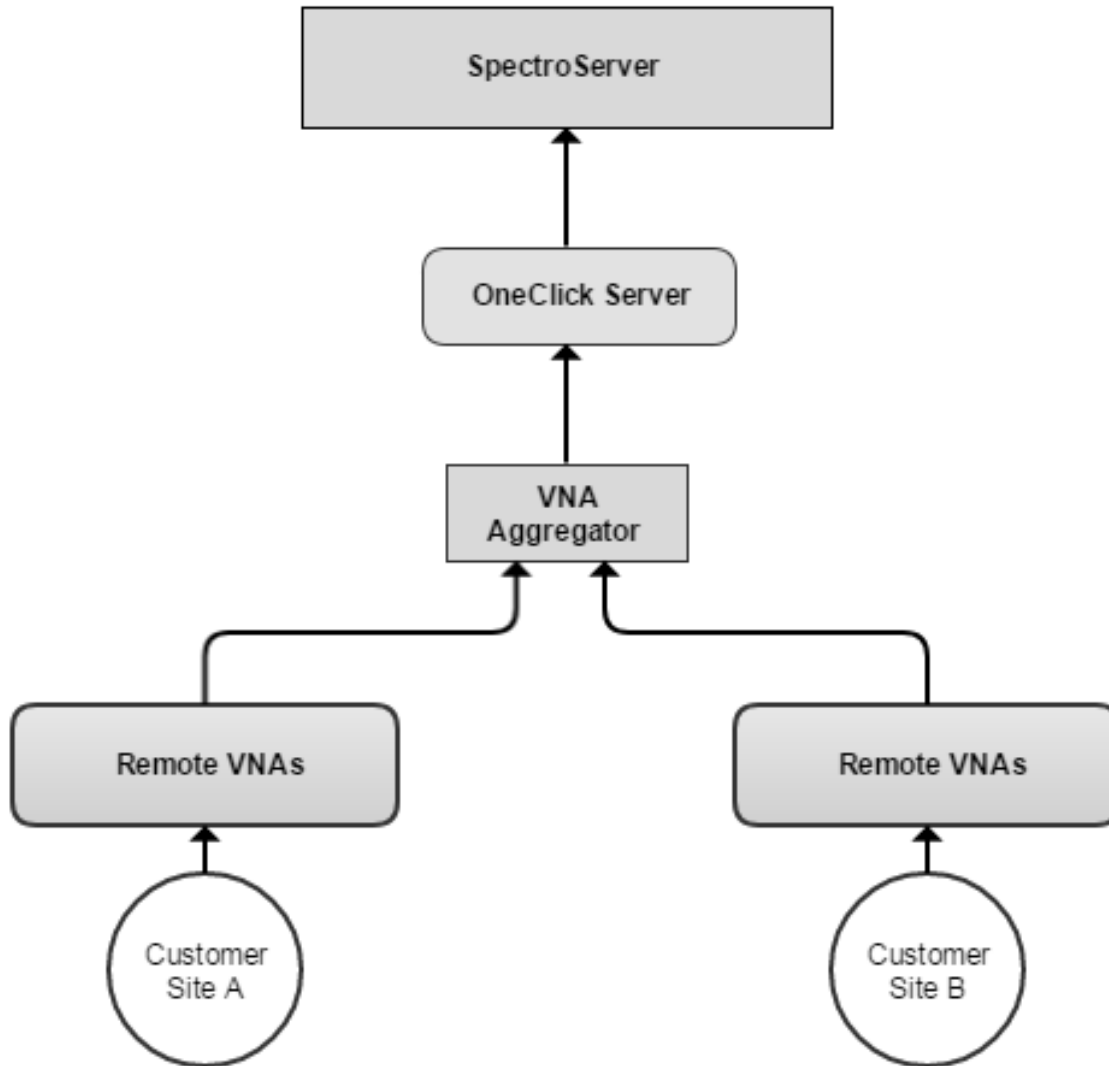 SpectroServer
OneClick Server
VNA
Aggregator
Remote VNAs
Remote VNAs
Customer
Site A
Customer
Site B